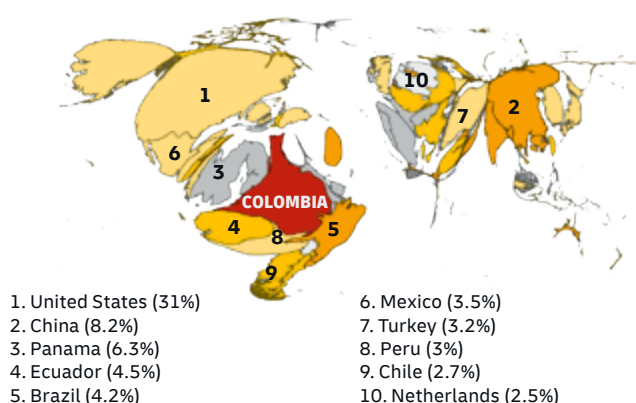 1
10
2
7
6
3
COLOMBIA
4
5
8
9
1. United States (31%)
2. China (8.2%)
3. Panama (6.3%)
4. Ecuador (4.5%)
5. Brazil (4.2%)
6. Mexico (3.5%)
7. Turkey (3.2%)
8. Peru (3%)
9. Chile (2.7%)
10. Netherlands (2.5%)